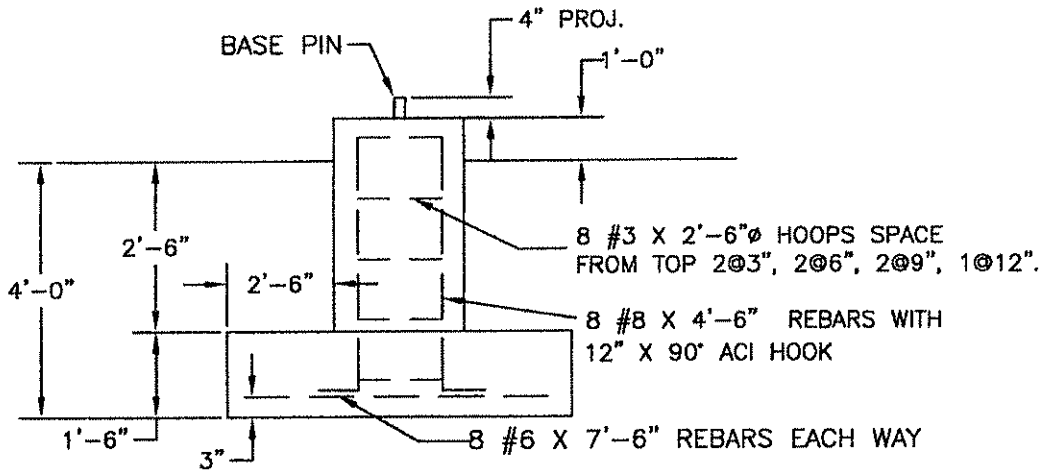 4" PROJ.
BASE PIN
1'-0"
8 #3 X 2'-6"ø HOOPS SPACE
FROM TOP 2@3", 2@6", 2@9", 1@12".
2'-6"
4'-0"
2'-6"
8 #8 X 4'-6" REBARS WITH
12" X 90° ACI HOOK
1'-6"
3"
8 #6 X 7'-6" REBARS EACH WAY